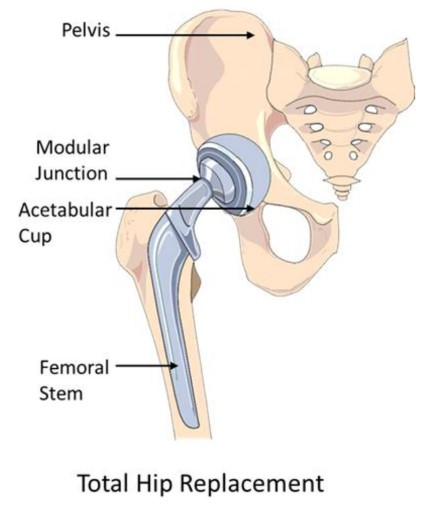 Pelvis
Modular
Junction
Acetabular
Cup
Femoral
Stem
Total Hip Replacement